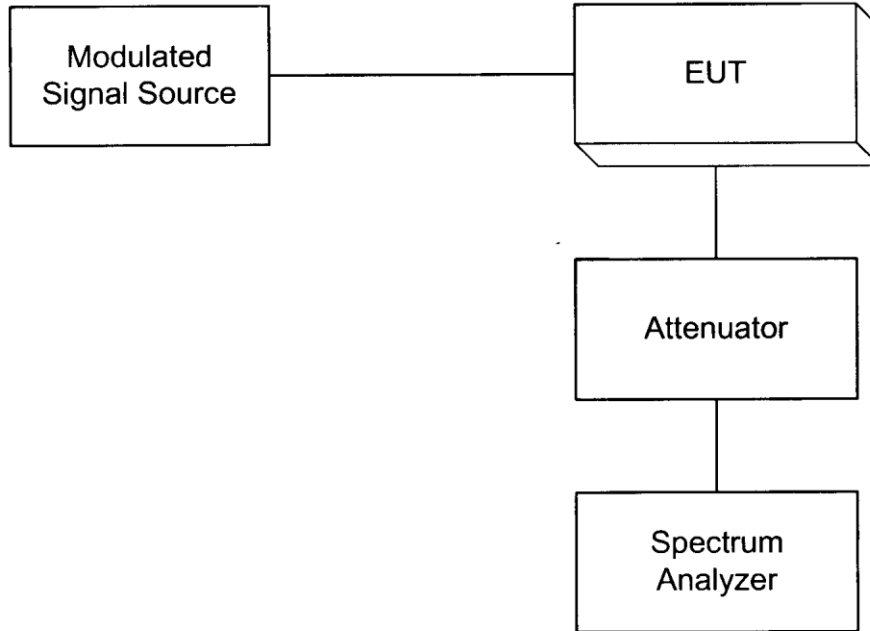 Modulated
Signal Source
EUT
Attenuator
Spectrum
Analyzer